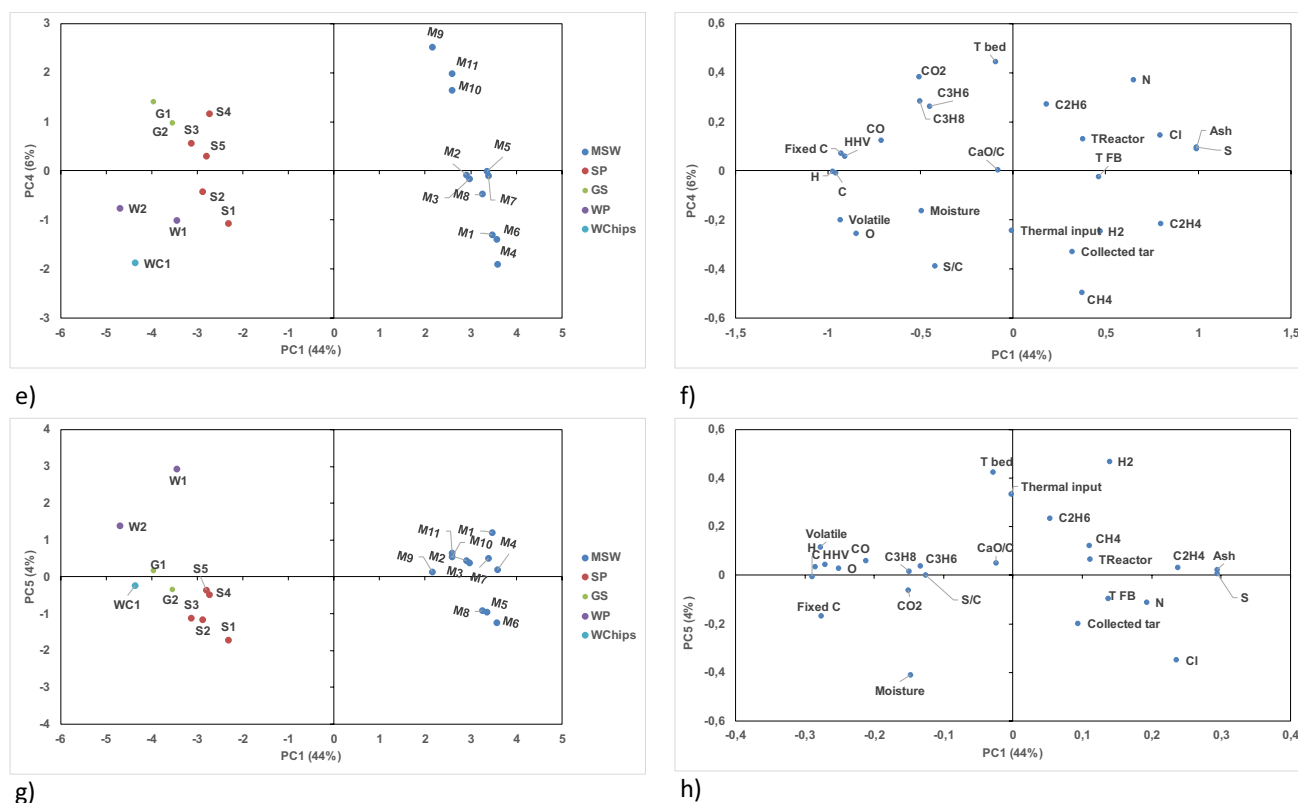 3
2
1
0
-1
-2
-3
-6 -5 -4 -3 -2 -1 0 1 2 3 4 5
PC4 (6%)
PC1 (44%)
M9
M11
M10
G1
S4
G2
S3
S5
M2
M5
M3
M8
M7
S2
S1
W2
W1
M1
M6
M4
WC1
MSW
SP
GS
WP
WChips
e)
0,6
0,4
0,2
0
-0,2
-0,4
-0,6
-1,5 -1 -0,5 0 0,5 1 1,5
PC4 (6%)
PC1 (44%)
T bed
CO2
N
C3H6
C2H6
C3H8
CO
TReactor
Cl
Ash
Fixed C
HHV
CaO/C
T FB
S
H
C
Volatile
Moisture
O
Thermal input
H2
C2H4
S/C
Collected tar
CH4
f)
4
3
2
1
0
-1
-2
-3
-4
-6 -5 -4 -3 -2 -1 0 1 2 3 4 5
PC5 (4%)
PC1 (44%)
W1
W2
M11
M1
M10
M4
G1
M9
M2
S5
M3
M7
WC1
G2
S4
S3
M8
M5
S2
S1
M6
MSW
SP
GS
WP
WChips
g)
0,6
0,4
0,2
0
-0,2
-0,4
-0,6
-0,4 -0,3 -0,2 -0,1 0 0,1 0,2 0,3 0,4
PC5 (4%)
PC1 (44%)
T bed
H2
Thermal input
C2H6
Volatile
H
CH4
C HHV CO
C3H8
C3H6
CaO/C
TReactor
C2H4
Ash
O
S/C
CO2
T FB
N
S
Fixed C
Collected tar
Cl
Moisture
h)